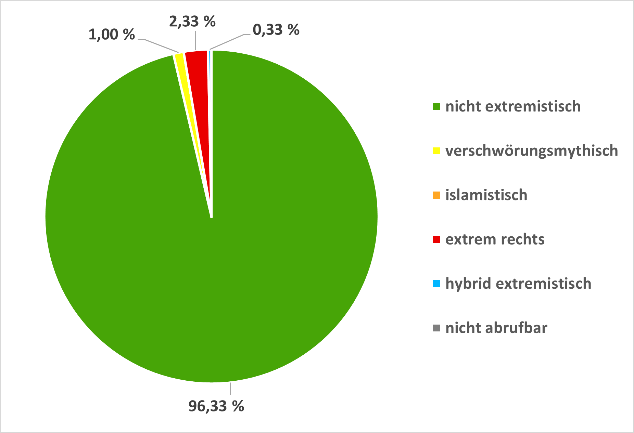 2,33 %
1,00 %
0,33 %
nicht extremistisch
verschwörungsmythisch
islamistisch
extrem rechts
hybrid extremistisch
nicht abrufbar
96,33 %